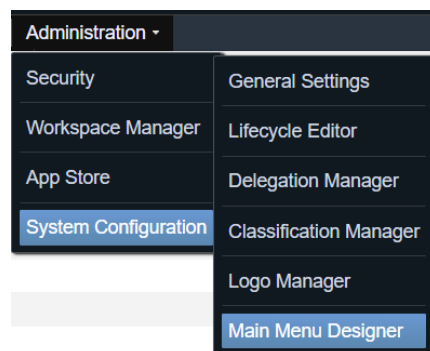 Administration
Security
Workspace Manager
App Store
System Configuration
General Settings
Lifecycle Editor
Delegation Manager
Classification Manager
Logo Manager
Main Menu Designer